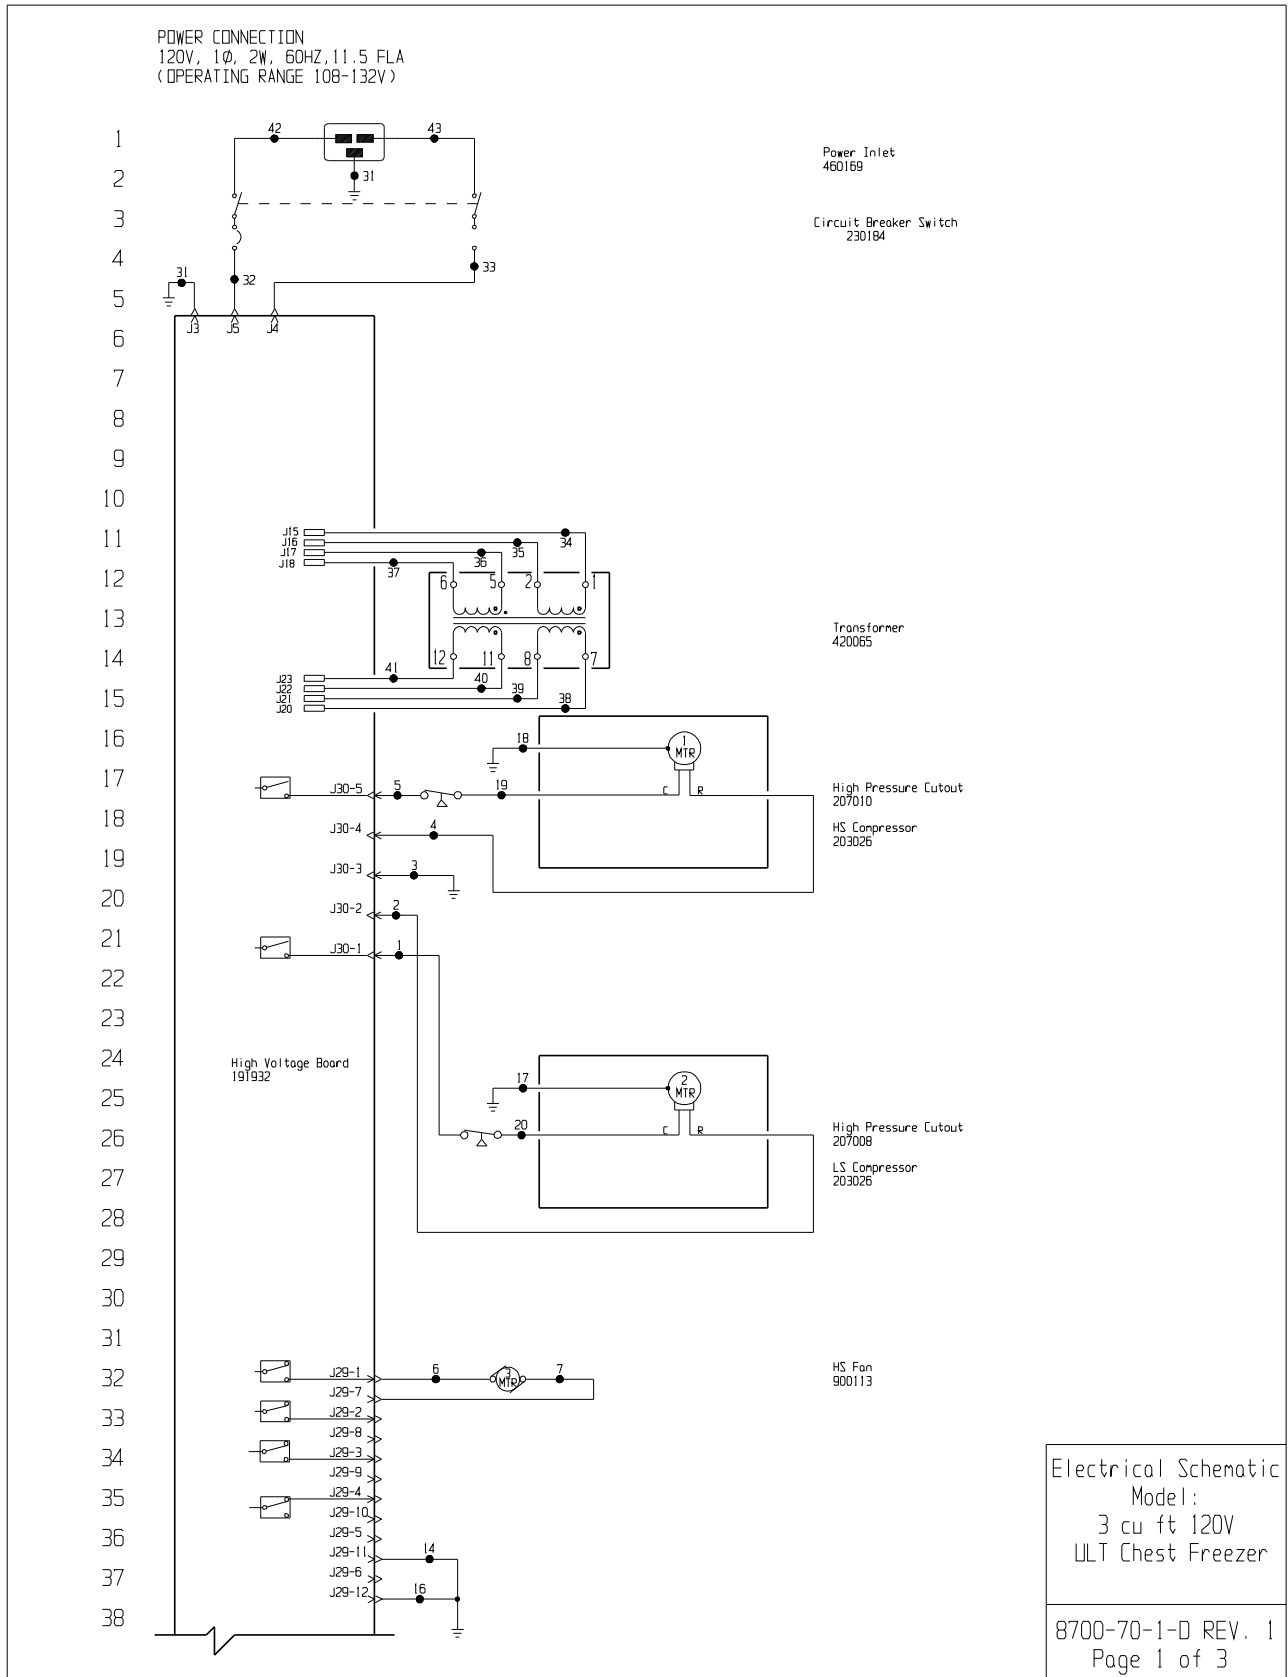 POWER CONNECTION
120V, 1Ø, 2W, 60HZ,11.5 FLA
(OPERATING RANGE 108-132V)
1
42
43
Power Inlet
460169
2
31
3
Circuit Breaker Switch
230184
4
31
32
33
5
J3
J5
J4
6
7
8
9
10
11
J15
J16
J17
J18
34
35
36
37
12
6
5
2
1
13
Transformer
420065
14
12
11
8
7
41
40
39
38
15
J23
J22
J21
J20
16
18
1
MTR
17
J30-5
5
19
C
R
High Pressure Cutout
207010
18
J30-4
4
HS Compressor
203026
19
J30-3
3
20
J30-2
2
21
J30-1
1
22
23
24
High Voltage Board
191932
25
17
2
MTR
26
20
C
R
High Pressure Cutout
207008
27
LS Compressor
203026
28
29
30
31
32
J29-1
6
3
MTR
7
HS Fan
900113
J29-7
33
J29-2
J29-8
34
J29-3
J29-9
35
J29-4
J29-10
36
J29-5
J29-11
14
37
J29-6
J29-12
16
38
Electrical Schematic
Model:
3 cu ft 120V
ULT Chest Freezer
8700-70-1-D REV. 1
Page 1 of 3